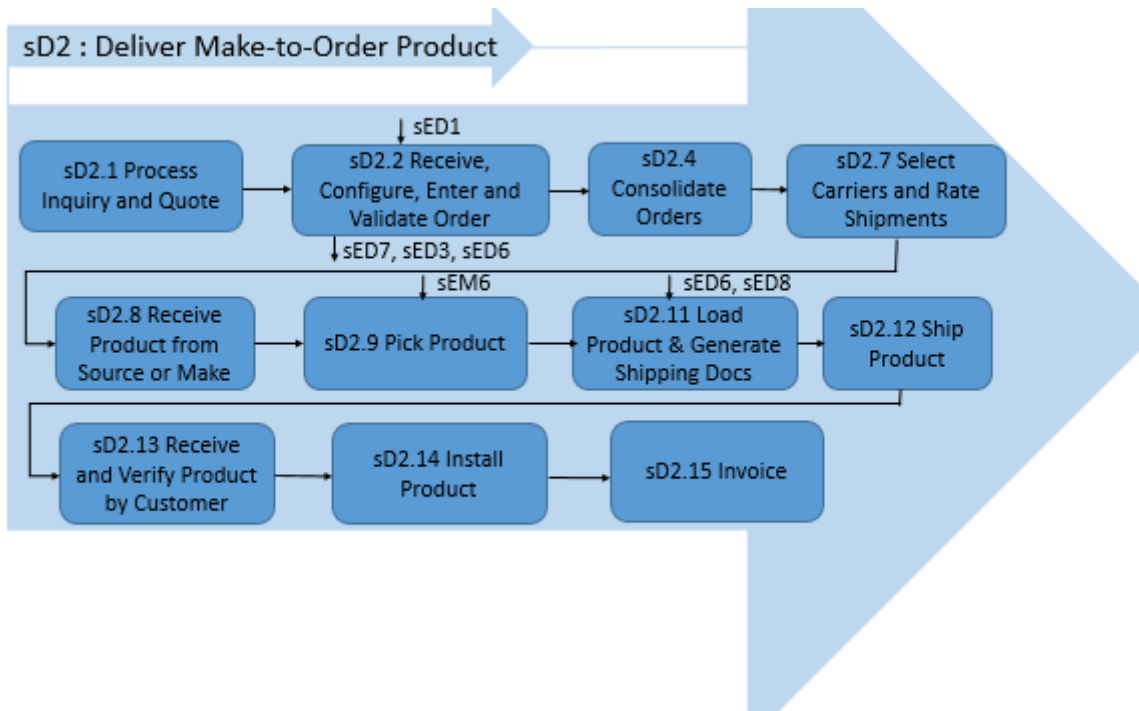 sD2 : Deliver Make-to-Order Product
sED1
sD2.1 Process
Inquiry and Quote
sD2.2 Receive,
Configure, Enter and
Validate Order
sD2.4
Consolidate
Orders
sD2.7 Select
Carriers and Rate
Shipments
sED7, sED3, sED6
sEM6
sED6, sED8
sD2.8 Receive
Product from
Source or Make
sD2.9 Pick Product
sD2.11 Load
Product & Generate
Shipping Docs
sD2.12 Ship
Product
sD2.13 Receive
and Verify Product
by Customer
sD2.14 Install
Product
sD2.15 Invoice